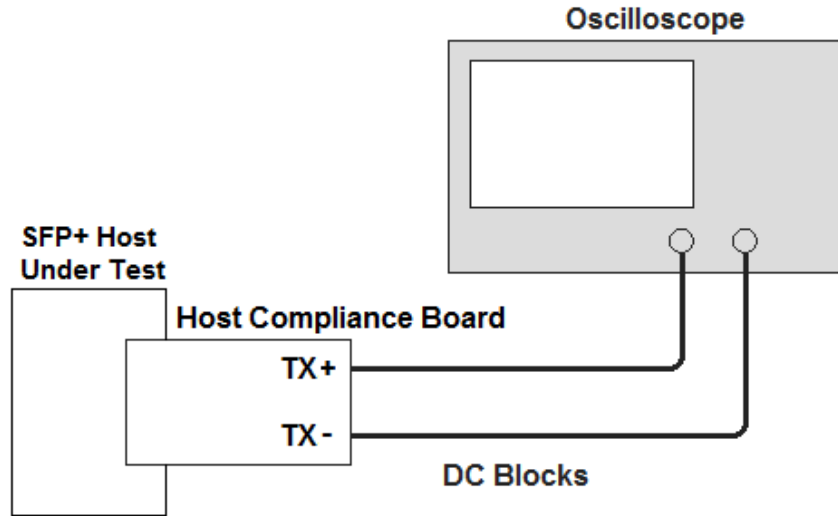 Oscilloscope
SFP+ Host
Under Test
Host Compliance Board
TX+
TX-
DC Blocks